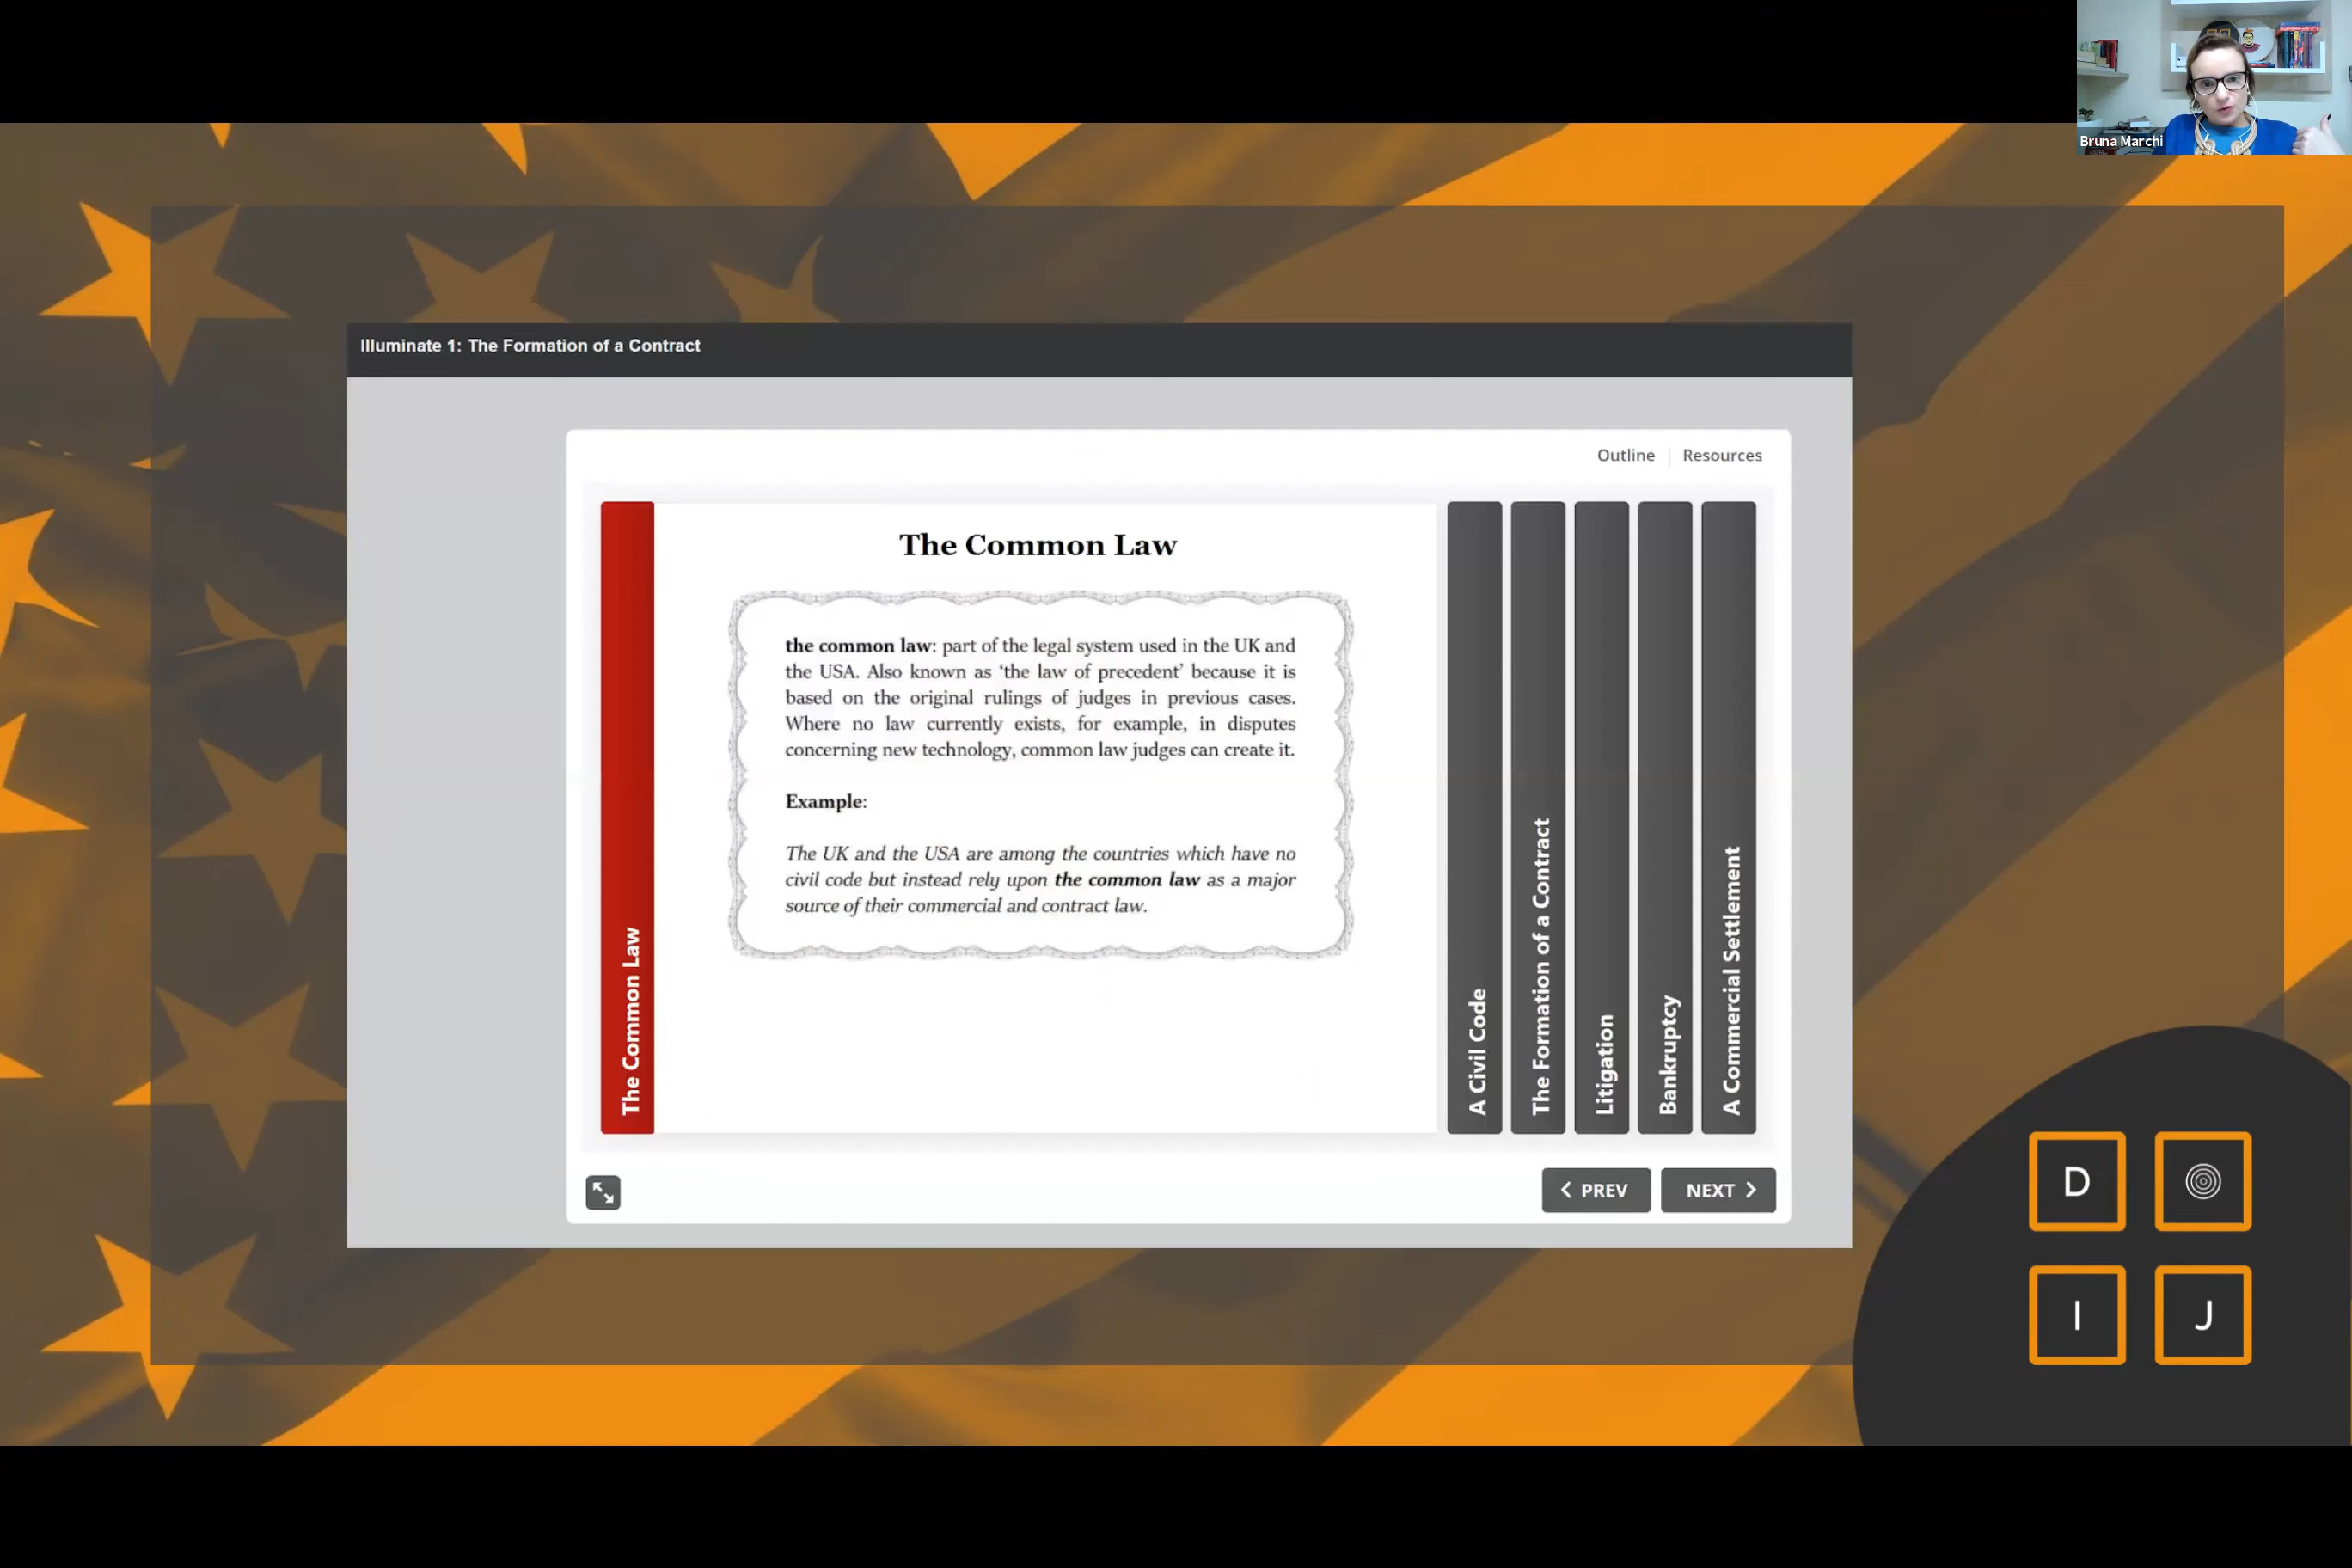 Bruna Marchi
Illuminate 1: The Formation of a Contract
Outline | Resources
The Common Law
The Common Law
the common law: part of the legal system used in the UK and
the USA. Also known as ‘the law of precedent’ because it is
based on the original rulings of judges in previous cases.
Where no law currently exists, for example, in disputes
concerning new technology, common law judges can create it.
Example:
The UK and the USA are among the countries which have no
civil code but instead rely upon the common law as a major
source of their commercial and contract law.
A Civil Code
The Formation of a Contract
Litigation
Bankruptcy
A Commercial Settlement
PREV
NEXT
D
I J